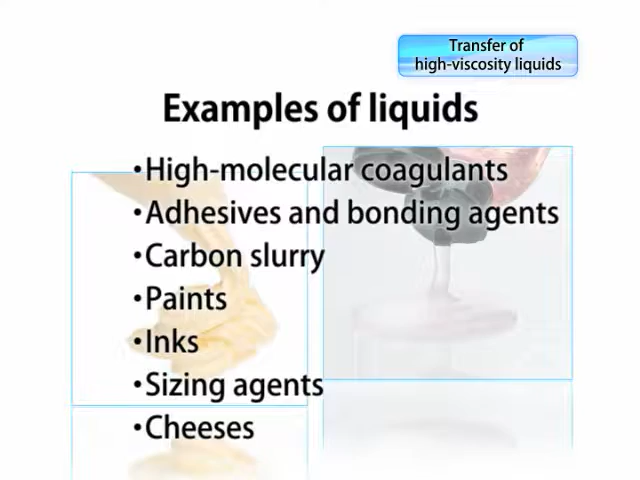 Transfer of
high-viscosity liquids
Examples of liquids
•High-molecular coagulants
•Adhesives and bonding agents
•Carbon slurry
•Paints
•Inks
•Sizing agents
•Cheeses